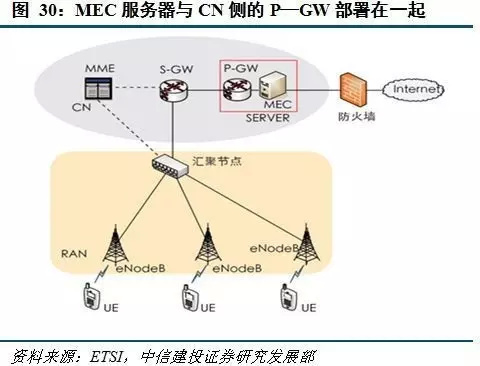 图 30：MEC 服务器与 CN 侧的 P—GW 部署在一起
MME
S-GW
P-GW
CN
MEC
SERVER
防火墙
Internet
汇聚节点
RAN
eNodeB
eNodeB
eNodeB
UE
UE
UE
资料来源：ETSI，中信建投证券研究发展部